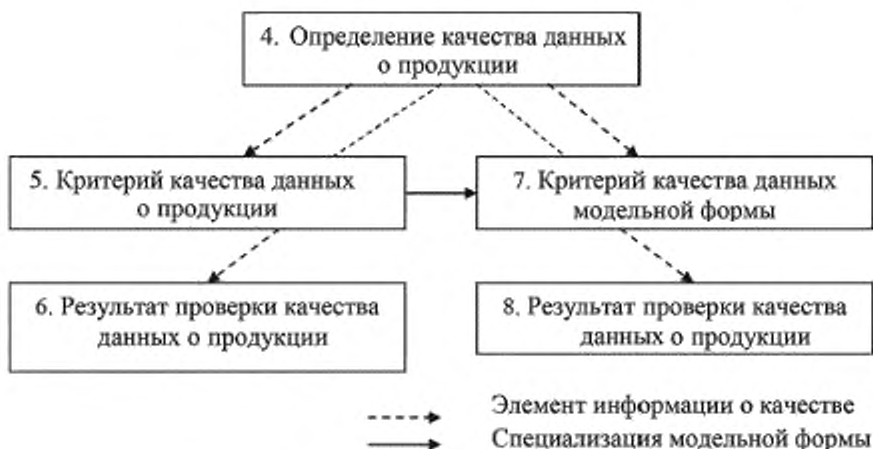 4. Определение качества данных
о продукции
5. Критерий качества данных
о продукции
7. Критерий качества данных
модельной формы
6. Результат проверки качества
данных о продукции
8. Результат проверки качества
данных о продукции
Элемент информации о качестве
Специализация модельной формы